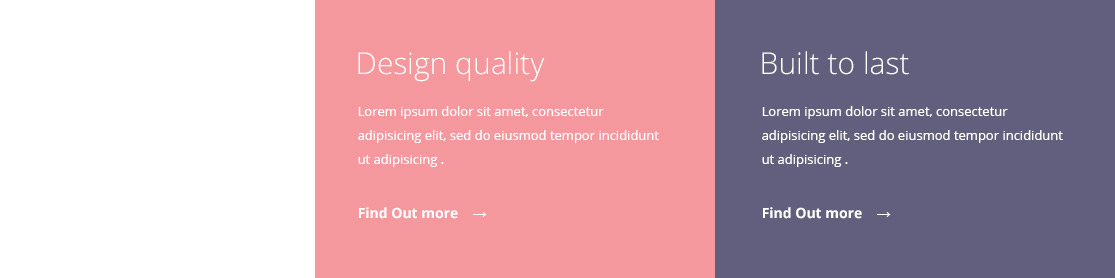 Design quality
Lorem ipsum dolor sit amet, consectetur
adipisicing elit, sed do eiusmod tempor incididunt
ut adipisicing .
Find Out more →
Built to last
Lorem ipsum dolor sit amet, consectetur
adipisicing elit, sed do eiusmod tempor incididunt
ut adipisicing .
Find Out more →